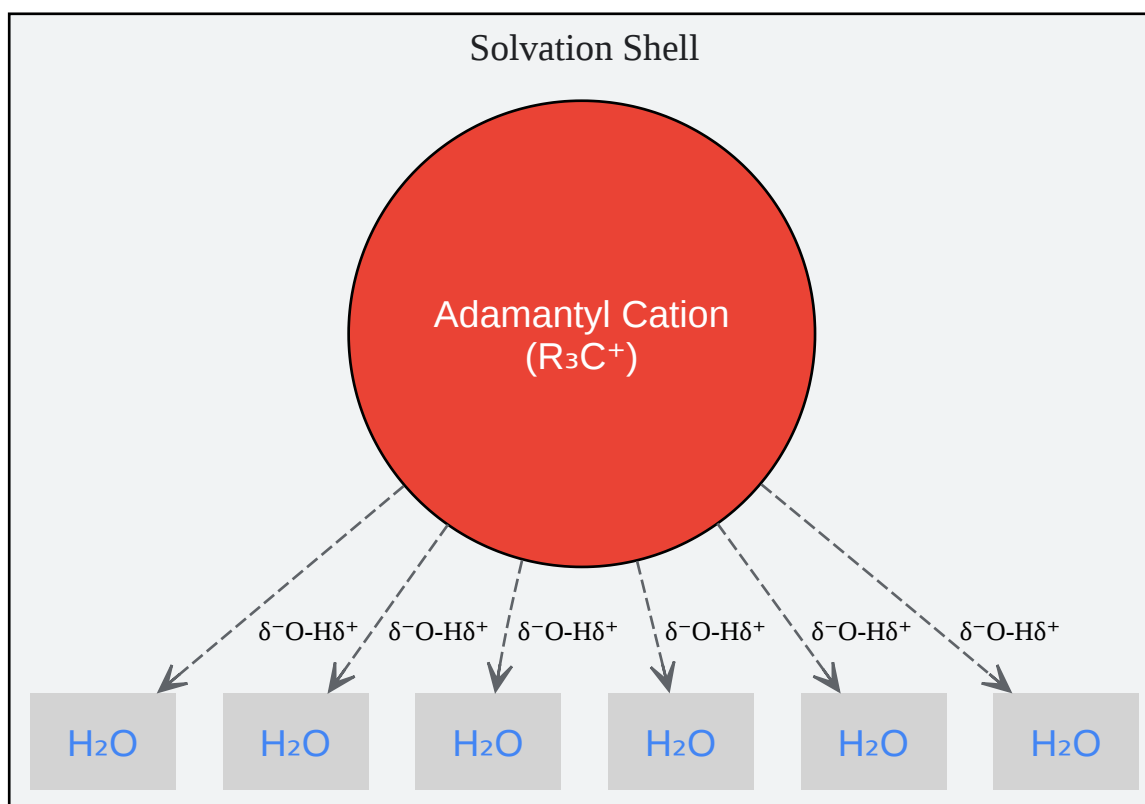 Solvation Shell
Adamantyl Cation
(R₃C⁺)
δ⁻O-Hδ⁺
δ⁻O-Hδ⁺
δ⁻O-Hδ⁺
δ⁻O-Hδ⁺
δ⁻O-Hδ⁺
δ⁻O-Hδ⁺
H₂O
H₂O
H₂O
H₂O
H₂O
H₂O